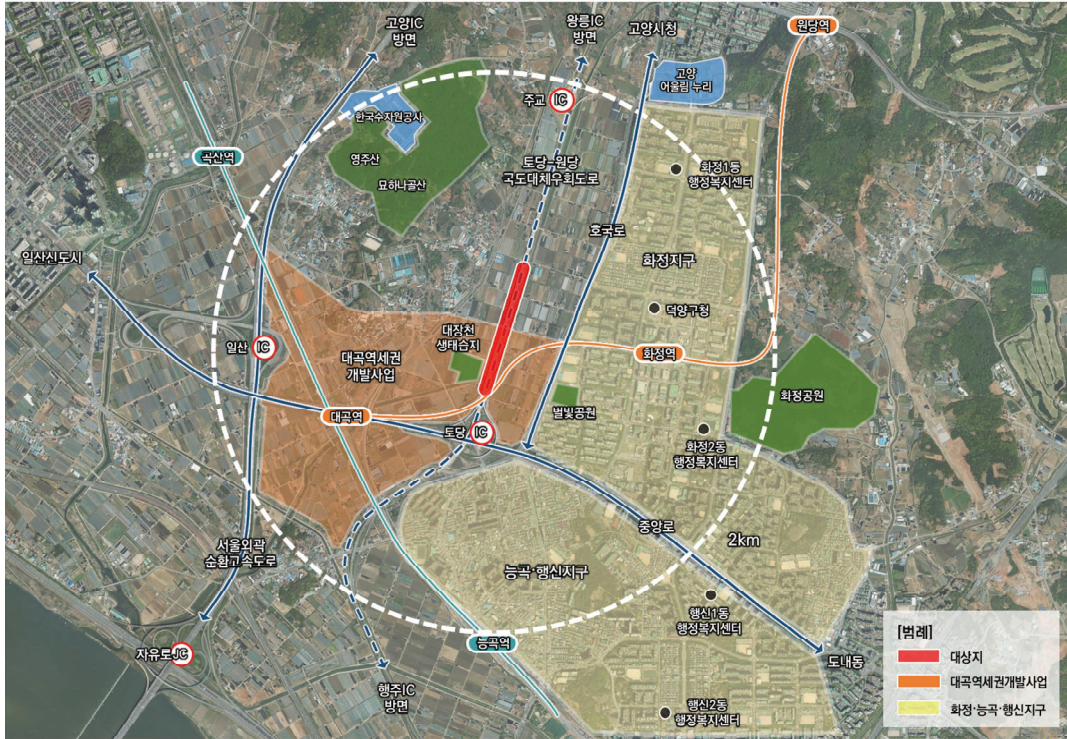 고양IC
방면
왕릉IC
방면
고양시청
원당역
고양
어울림 누리
주교 IC
한국수자원공사
영주산
묘하나골산
곡산역
토당-원당
국도대체우회도로
화정1동
행정복지센터
호국로
화정지구
일산신도시
덕양구청
대장천
생태습지
일산 IC
대곡역세권
개발사업
화정역
대곡역
별빛공원
화정공원
토당 IC
화정2동
행정복지센터
중앙로
2km
서울외곽
순환고속도로
능곡·행신지구
행신1동
행정복지센터
능곡역
자유로JC
도내동
행주IC
방면
행신2동
행정복지센터
[범례]
대상지
대곡역세권개발사업
화정·능곡·행신지구